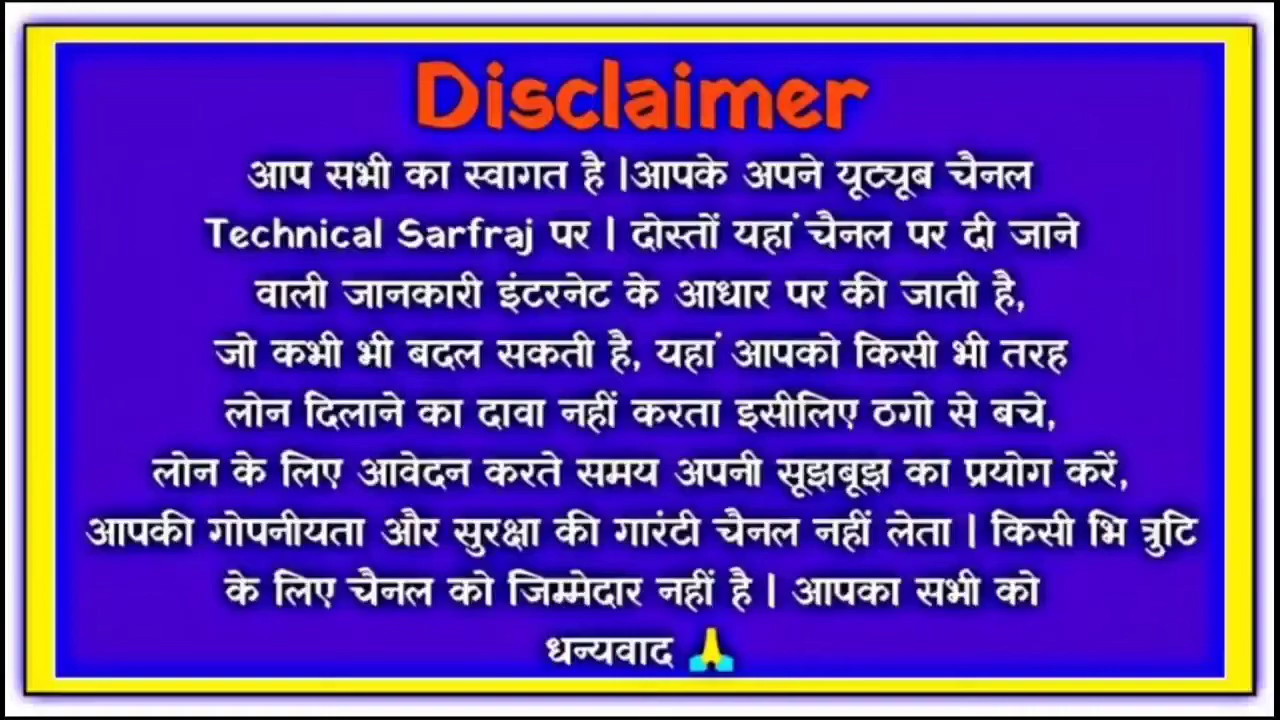 Disclaimer
आप सभी का स्वागत है |आपके अपने यूट्यूब चैनल
Technical Sarfraj पर | दोस्तों यहां चैनल पर दी जाने
वाली जानकारी इंटरनेट के आधार पर की जाती है,
जो कभी भी बदल सकती है, यहां आपको किसी भी तरह
लोन दिलाने का दावा नहीं करता इसीलिए ठगो से बचे,
लोन के लिए आवेदन करते समय अपनी सूझबूझ का प्रयोग करें,
आपकी गोपनीयता और सुरक्षा की गारंटी चैनल नहीं लेता | किसी भि त्रुटि
के लिए चैनल को जिम्मेदार नहीं है | आपका सभी को
धन्यवाद 🙏